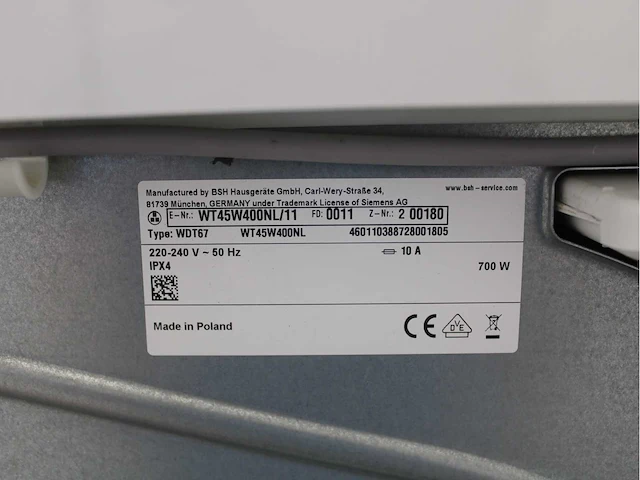 Manufactured by BSH Hausgeräte GmbH, Carl-Wery-Straße 34, www.bsh-service.com
81739 München, GERMANY under Trademark License of Siemens AG
E-Nr.: WT45W400NL/11 FD: 0011 Z-Nr.: 2 00180
Type: WDT67 WT45W400NL 460110388728001805
220-240 V ~ 50 Hz 10 A
IPX4 700 W
Made in Poland CE DVE